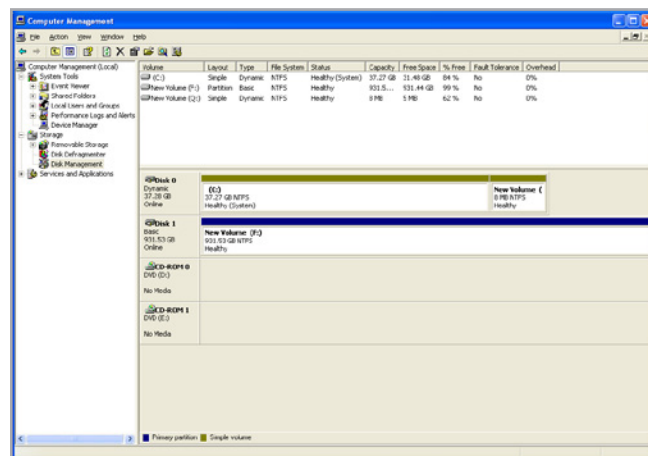 Computer Management
File Action View Window Help
Computer Management (Local)
System Tools
Event Viewer
Shared Folders
Local Users and Groups
Performance Logs and Alerts
Device Manager
Storage
Removable Storage
Disk Defragmenter
Disk Management
Services and Applications
Volume Layout Type File System Status Capacity Free Space % Free Fault Tolerance Overhead
(C:) Simple Dynamic NTFS Healthy (System) 37.27 GB 31.48 GB 84 % No 0%
New Volume (F:) Partition Basic NTFS Healthy 931.5... 931.44 GB 99 % No 0%
New Volume (Q:) Simple Dynamic NTFS Healthy 8 MB 5 MB 62 % No 0%
Disk 0
Dynamic
37.28 GB
Online
(C:)
37.27 GB NTFS
Healthy (System)
New Volume (
8 MB NTFS
Healthy
Disk 1
Basic
931.53 GB
Online
New Volume (F:)
931.53 GB NTFS
Healthy
CD-ROM 0
DVD (D:)
No Media
CD-ROM 1
DVD (E:)
No Media
Primary partition Simple volume